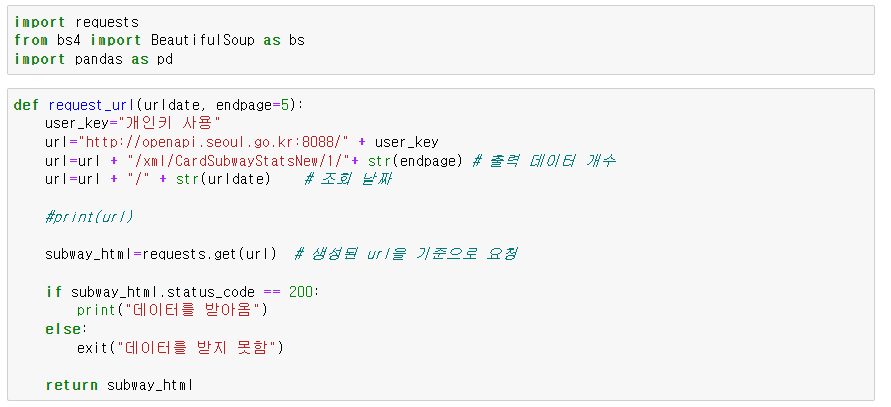 import requests
from bs4 import BeautifulSoup as bs
import pandas as pd
def request_url(urldate, endpage=5):
    user_key="개인키 사용"
    url="http://openapi.seoul.go.kr:8088/" + user_key
    url=url + "/xml/CardSubwayStatsNew/1/"+ str(endpage) # 출력 데이터 개수
    url=url + "/" + str(urldate)    # 조회 날짜
    #print(url)
    subway_html=requests.get(url)  # 생성된 url을 기준으로 요청
    if subway_html.status_code == 200:
        print("데이터를 받아옴")
    else:
        exit("데이터를 받지 못함")
    return subway_html